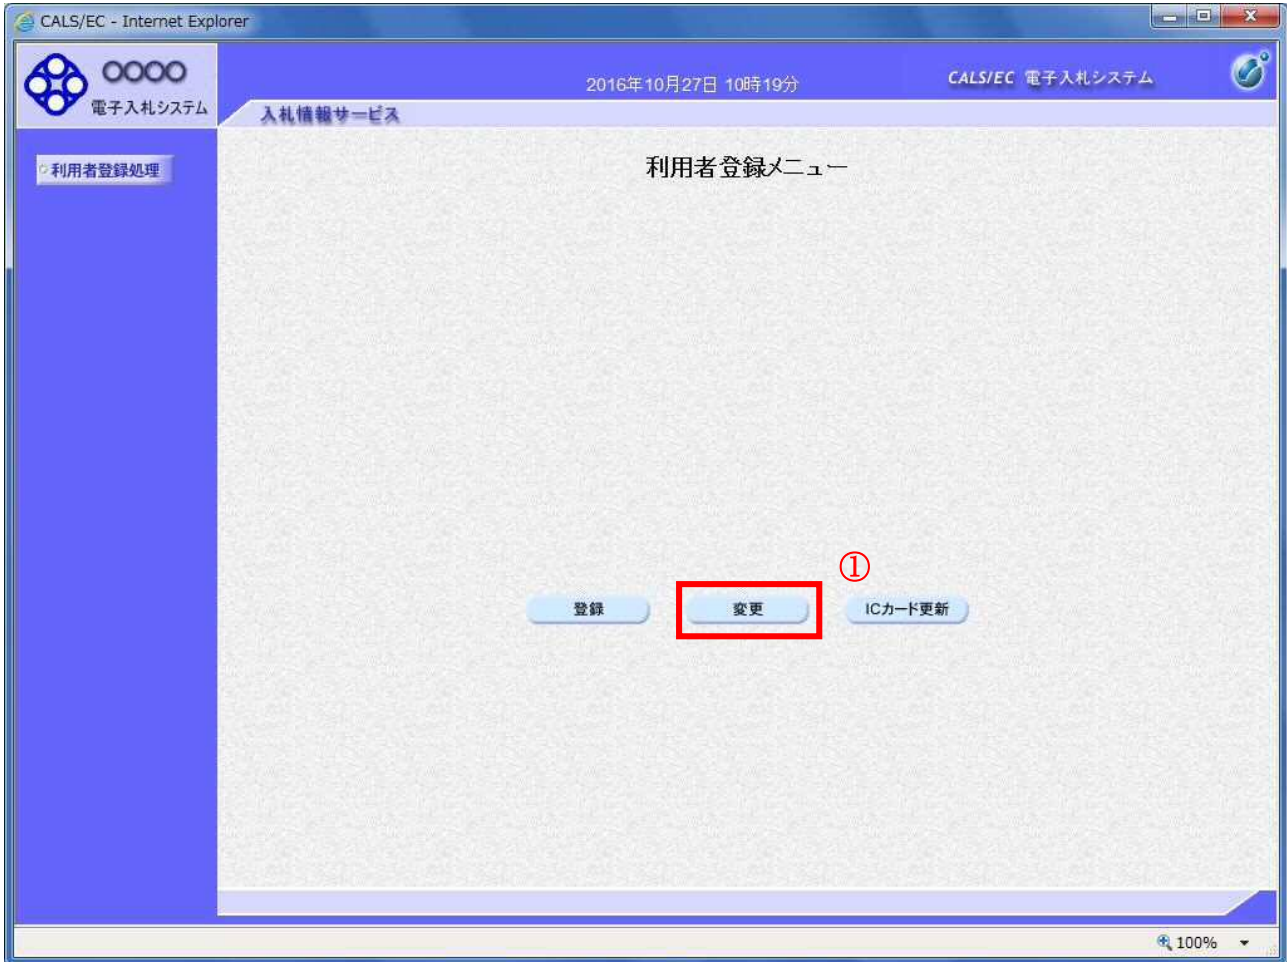 CALS/EC - Internet Explorer
〇〇〇〇
電子入札システム
2016年10月27日 10時19分
CALS/EC 電子入札システム
入札情報サービス
利用者登録処理
利用者登録メニュー
①
登録
変更
ICカード更新
100%